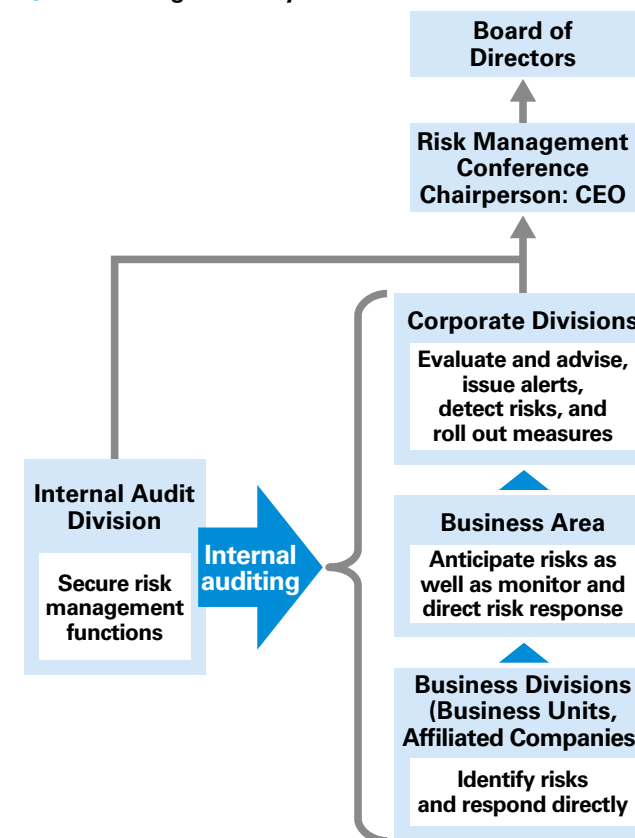 Board of
Directors
Risk Management
Conference
Chairperson: CEO
Corporate Divisions
Evaluate and advise,
issue alerts,
detect risks, and
roll out measures
Internal Audit
Division
Secure risk
management
functions
Internal
auditing
Business Area
Anticipate risks as
well as monitor and
direct risk response
Business Divisions
(Business Units,
Affiliated Companies
Identify risks
and respond directly